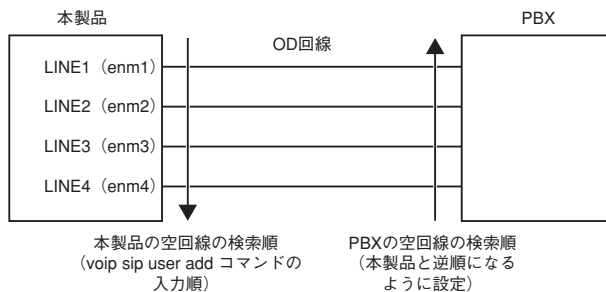 本製品
PBX
OD回線
LINE1（enm1）
LINE2（enm2）
LINE3（enm3）
LINE4（enm4）
本製品の空回線の検索順
（voip sip user add コマンドの
入力順）
PBXの空回線の検索順
（本製品と逆順になる
ように設定）